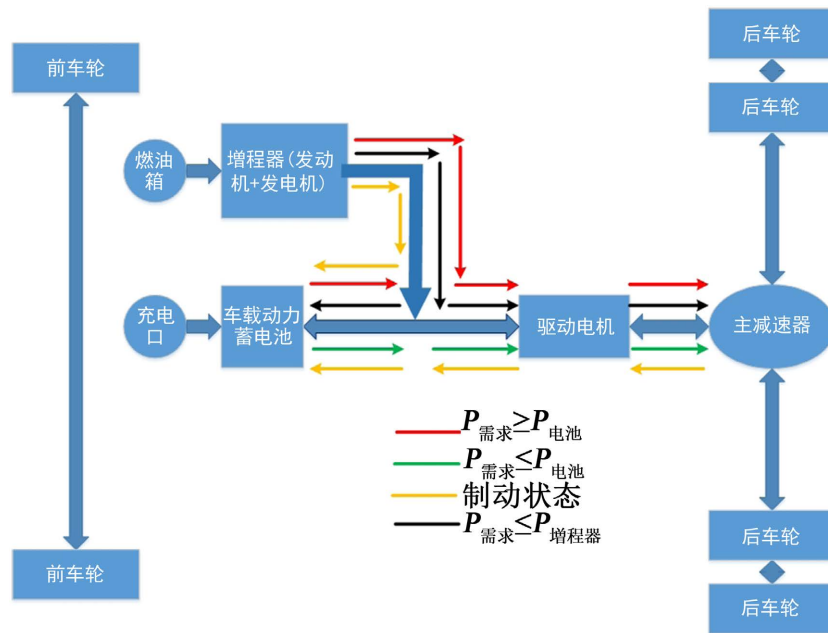 后车轮
前车轮
后车轮
燃油
箱
增程器(发动
机+发电机)
充电
口
车载动力
蓄电池
驱动电机
主减速器
P需求≥P电池
P需求≤P电池
制动状态
P需求≤P增程器
后车轮
前车轮
后车轮